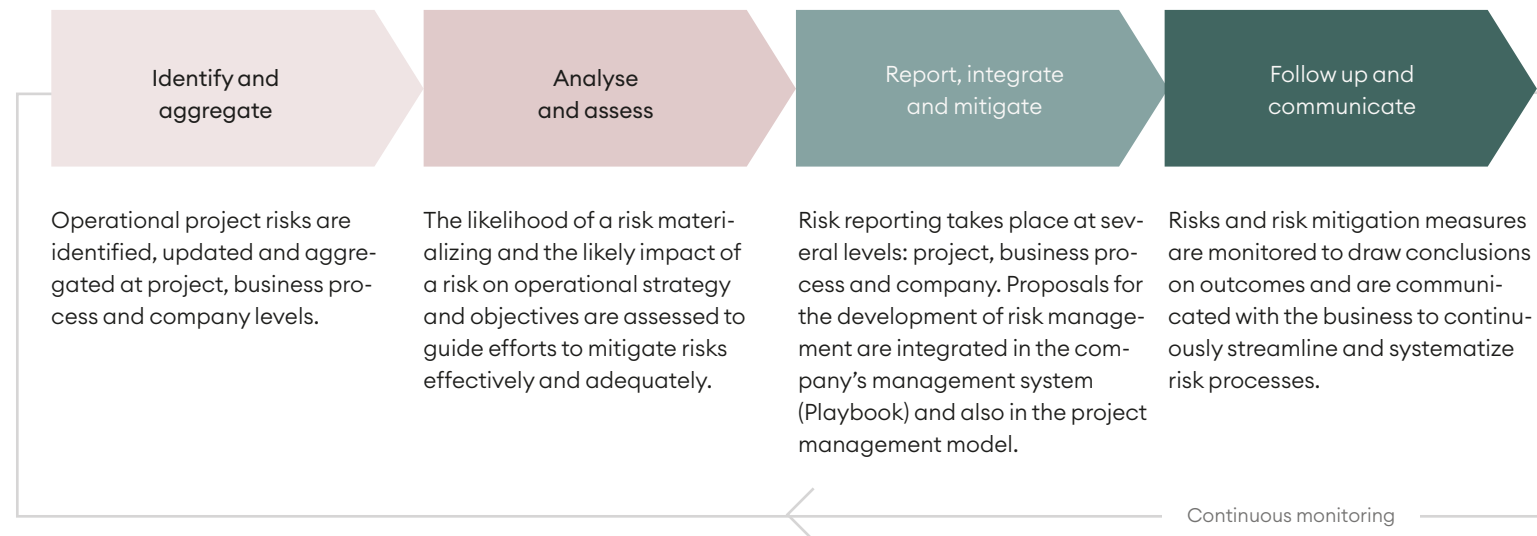 Identify and
aggregate
Analyse
and assess
Report, integrate
and mitigate
Follow up and
communicate
Operational project risks are
identified, updated and aggre-
gated at project, business pro-
cess and company levels.
The likelihood of a risk materi-
alizing and the likely impact of
a risk on operational strategy
and objectives are assessed to
guide efforts to mitigate risks
effectively and adequately.
Risk reporting takes place at sev-
eral levels: project, business pro-
cess and company. Proposals for
the development of risk manage-
ment are integrated in the com-
pany’s management system
(Playbook) and also in the project
management model.
Risks and risk mitigation measures
are monitored to draw conclusions
on outcomes and are communi-
cated with the business to continu-
ously streamline and systematize
risk processes.
Continuous monitoring